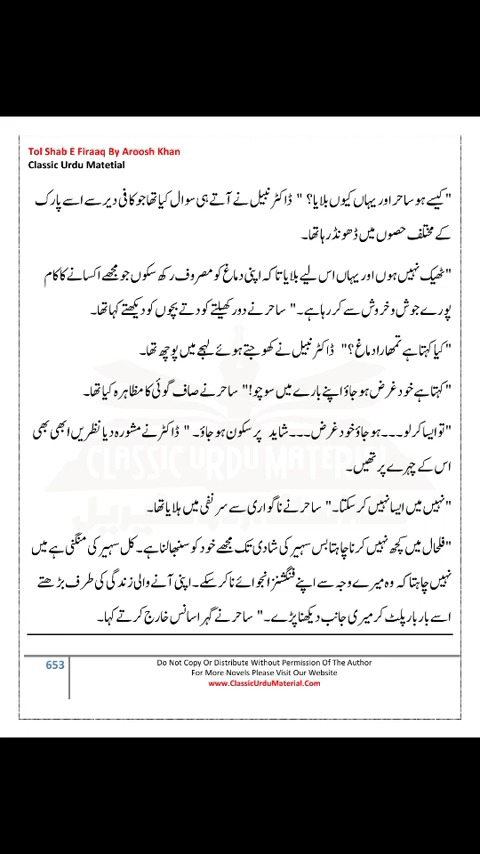 Tol Shab E Firaaq By Aroosh Khan
Classic Urdu Matetial
"کیسے ہو ساحر اور یہاں کیوں بلایا؟ " ڈاکٹر نبیل نے آتے ہی سوال کیا تھا جو کافی دیر سے اسے پارک
کے مختلف حصوں میں ڈھونڈ رہا تھا۔
"ٹھیک نہیں ہوں اور یہاں اس لیے بلایا تا کہ اپنی دماغ کو مصروف رکھ سکوں جو مجھے اکسانے کا کام
پورے جوش و خروش سے کر رہا ہے۔" ساحر نے دور کھیلتے کودتے بچوں کو دیکھتے کہا تھا۔
"کیا کہتا ہے تمھارا دماغ؟" ڈاکٹر نبیل نے کھوجتے ہوئے لہجے میں پوچھ تھا۔
"کہتا ہے خود غرض ہو جاؤ اپنے بارے میں سوچو!" ساحر نے صاف گوئی کا مظاہرہ کیا تھا۔
"تو ایسا کر لو۔۔۔ہو جاؤ خود غرض۔۔۔شاید پر سکون ہو جاؤ۔" ڈاکٹر نے مشورہ دیا نظریں ابھی بھی
اس کے چہرے پر تھیں۔
"نہیں میں ایسا نہیں کر سکتا۔" ساحر نے ناگواری سے سر نفی میں ہلایا تھا۔
"فلحال میں کچھ نہیں کرنا چاہتا بس سہیر کی شادی تک مجھے خود کو سنبھالنا ہے۔ کل سہیر کی منگنی ہے میں
نہیں چاہتا کہ وہ میرے وجہ سے اپنے فنگشنز انجوائے نا کر سکے۔ اپنی آنے والی زندگی کی طرف بڑھتے
اسے بار بار پلٹ کر میری جانب دیکھنا پڑے۔" ساحر نے گہرا سانس خارج کرتے کہا۔
653
Do Not Copy Or Distribute Without Permission Of The Author
For More Novels Please Visit Our Website
www.ClassicUrduMaterial.Com
CLASSIC URDU MATERIAL